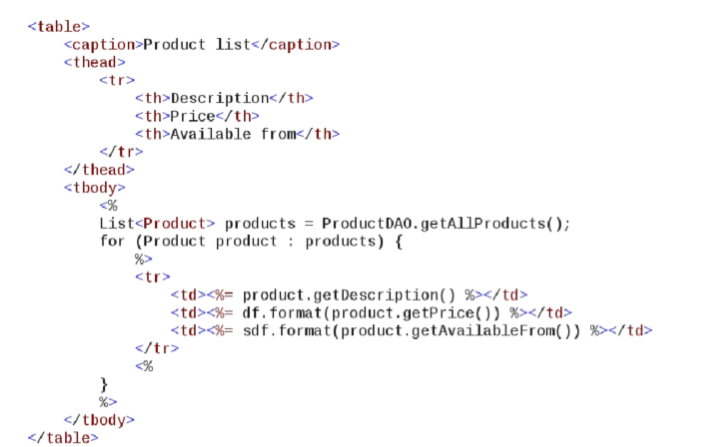 <table>
<caption>Product list</caption>
<thead>
<tr>
<th>Description</th>
<th>Price</th>
<th>Available from</th>
</tr>
</thead>
<tbody>
<%
List<Product> products = ProductDAO.getAllProducts();
for (Product product : products) {
%>
<tr>
<td><%= product.getDescription() %></td>
<td><%= df.format(product.getPrice()) %></td>
<td><%= sdf.format(product.getAvailableFrom()) %></td>
</tr>
<%
}
%>
</tbody>
</table>